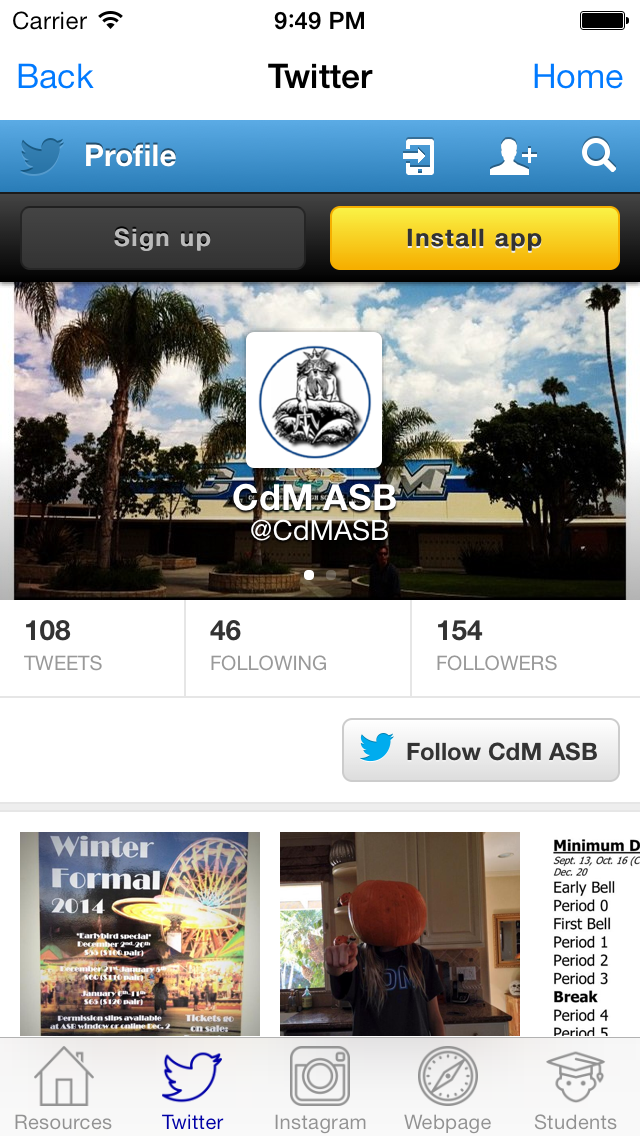 Carrier 9:49 PM
Back Twitter Home
Profile
Sign up Install app
CdM ASB
@CdMASB
108 46 154
TWEETS FOLLOWING FOLLOWERS
Follow CdM ASB
Winter
Formal
2014
*Earlybird special*
December 2nd-20th
$55 ($100 pair)
December 21st-January 5th
$60 ($110 pair)
January 6th-11th
$65 ($120 pair)
Permission slips available
at ASB window or online Dec. 2
Tickets go
on sale:
Minimum D
Sept. 13, Oct. 16 (C
Dec. 20
Early Bell
Period 0
First Bell
Period 1
Period 2
Period 3
Break
Period 4
Period 5
Resources Twitter Instagram Webpage Students